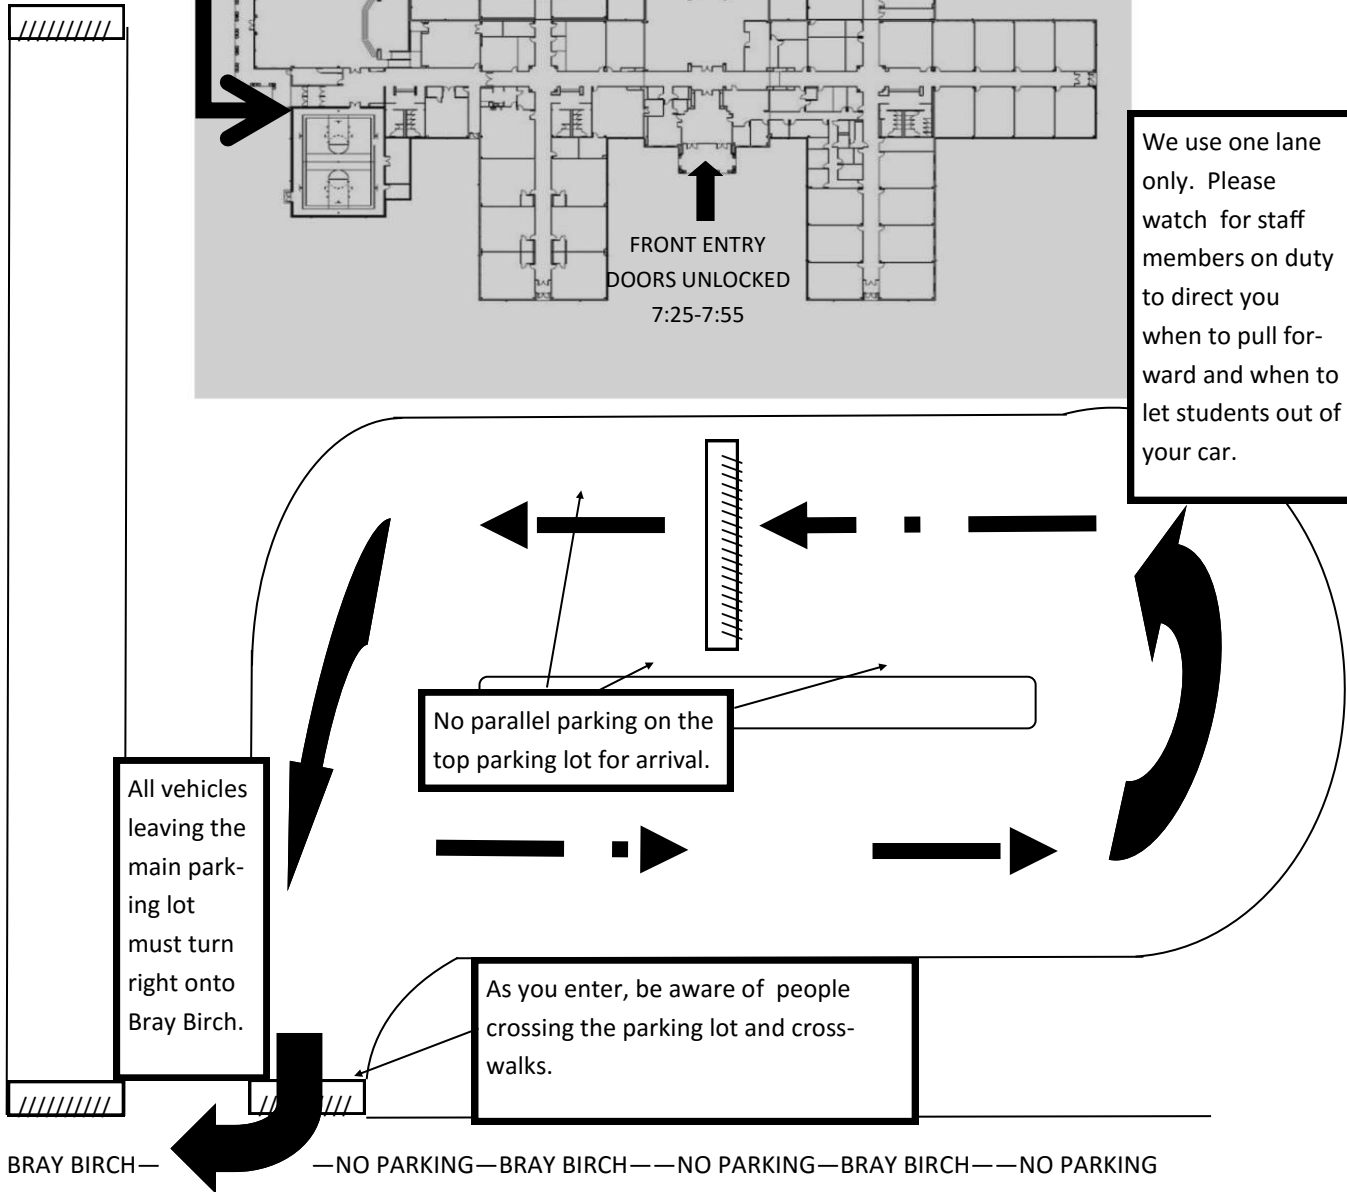 We use one lane
only.  Please
watch  for staff
members on duty
to direct you
when to pull for-
ward and when to
let students out of
your car.
FRONT ENTRY
DOORS UNLOCKED
7:25-7:55
No parallel parking on the
top parking lot for arrival.
All vehicles
leaving the
main park-
ing lot
must turn
right onto
Bray Birch.
As you enter, be aware of  people
crossing the parking lot and cross-
walks.
BRAY BIRCH— —NO PARKING—BRAY BIRCH——NO PARKING—BRAY BIRCH——NO PARKING